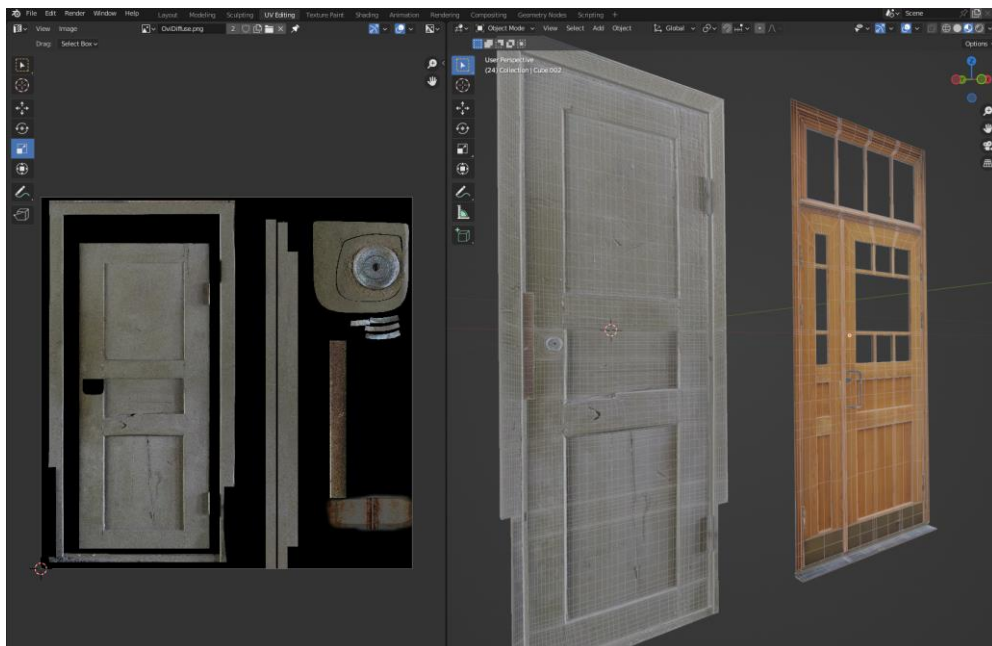 File Edit Render Window Help Layout Modeling Sculpting UV Editing Texture Paint Shading Animation Rendering Compositing Geometry Nodes Scripting + Scene
View Image OviDiffuse.png 2 Object Mode View Select Add Object Global
Drag: Select Box Options
User Perspective
(24) Collection | Cube.002
Z